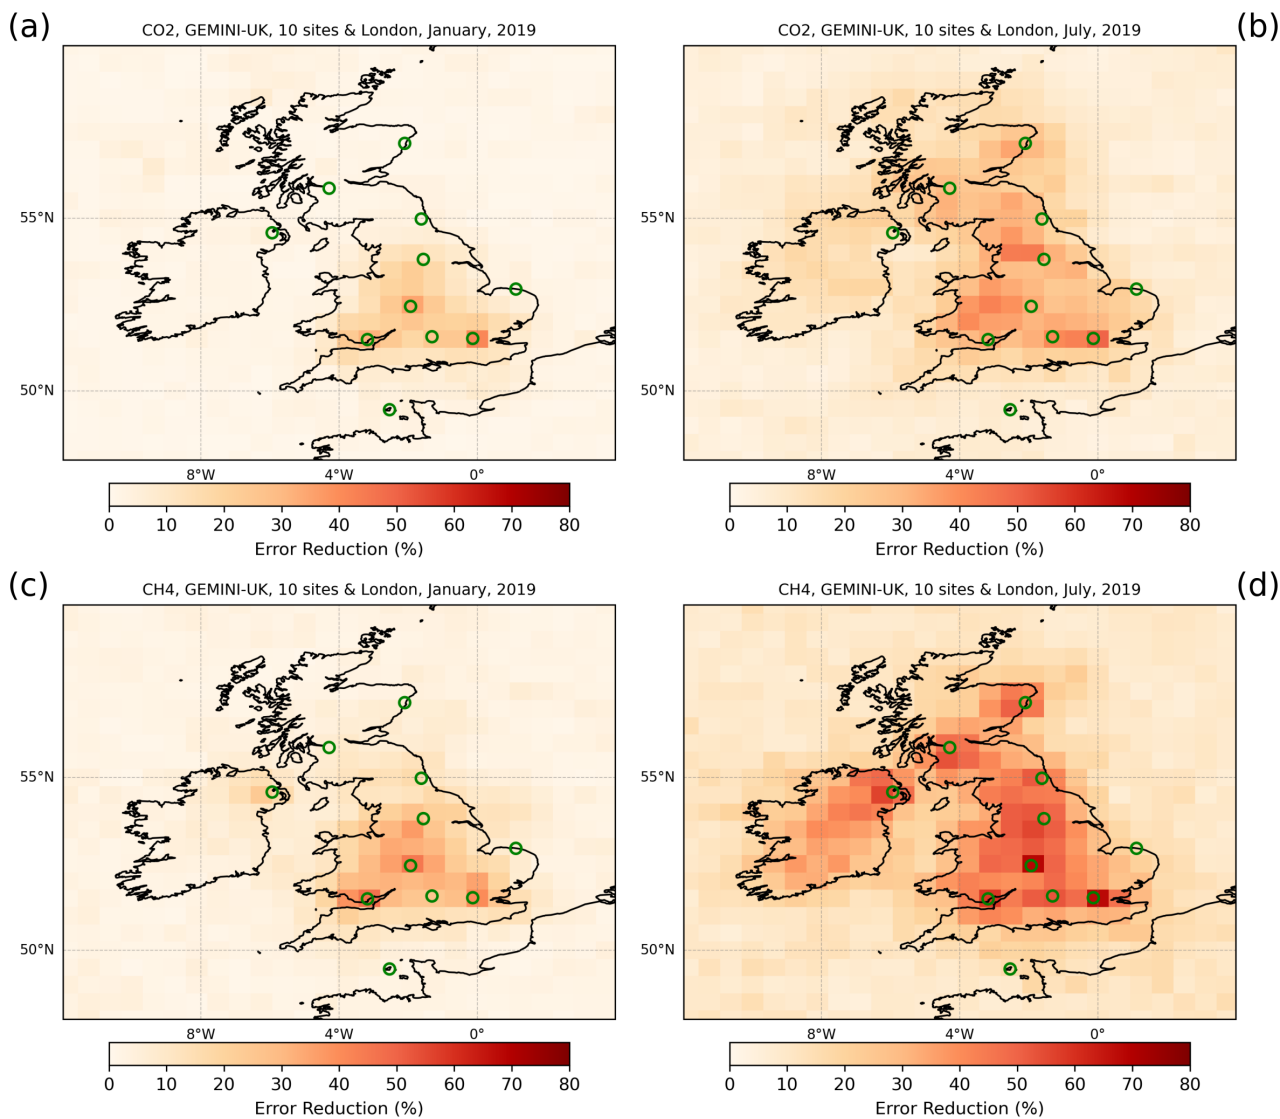 (a)
CO2, GEMINI-UK, 10 sites & London, January, 2019
CO2, GEMINI-UK, 10 sites & London, July, 2019
(b)
55°N
50°N
8°W 4°W 0°
8°W 4°W 0°
0 10 20 30 40 50 60 70 80
Error Reduction (%)
0 10 20 30 40 50 60 70 80
Error Reduction (%)
(c)
CH4, GEMINI-UK, 10 sites & London, January, 2019
CH4, GEMINI-UK, 10 sites & London, July, 2019
(d)
55°N
50°N
8°W 4°W 0°
8°W 4°W 0°
0 10 20 30 40 50 60 70 80
Error Reduction (%)
0 10 20 30 40 50 60 70 80
Error Reduction (%)